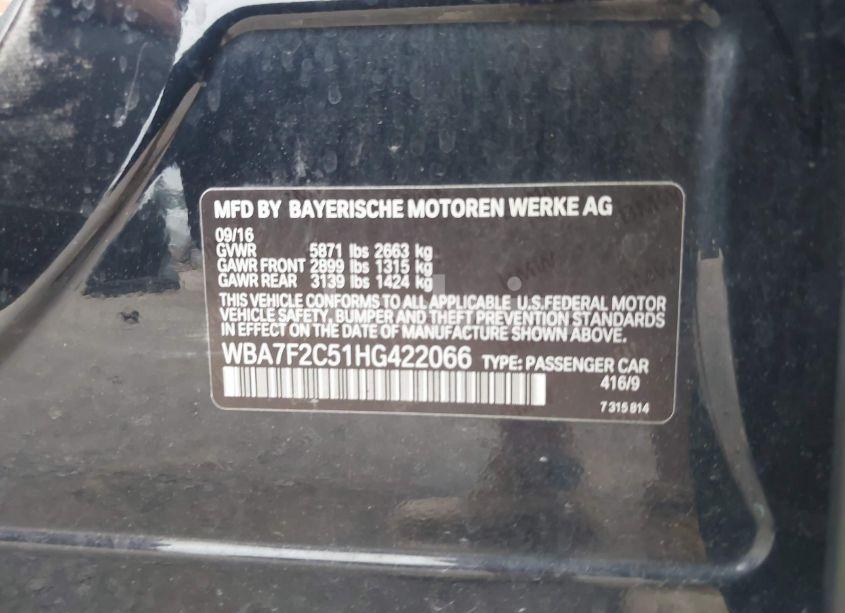 MFD BY BAYERISCHE MOTOREN WERKE AG
09/16
GVWR 5871 lbs 2663 kg
GAWR FRONT 2899 lbs 1315 kg
GAWR REAR 3139 lbs 1424 kg
THIS VEHICLE CONFORMS TO ALL APPLICABLE U.S.FEDERAL MOTOR
VEHICLE SAFETY, BUMPER AND THEFT PREVENTION STANDARDS
IN EFFECT ON THE DATE OF MANUFACTURE SHOWN ABOVE.
WBA7F2C51HG422066 TYPE: PASSENGER CAR
416/9
7 315 814
BMW
BMW